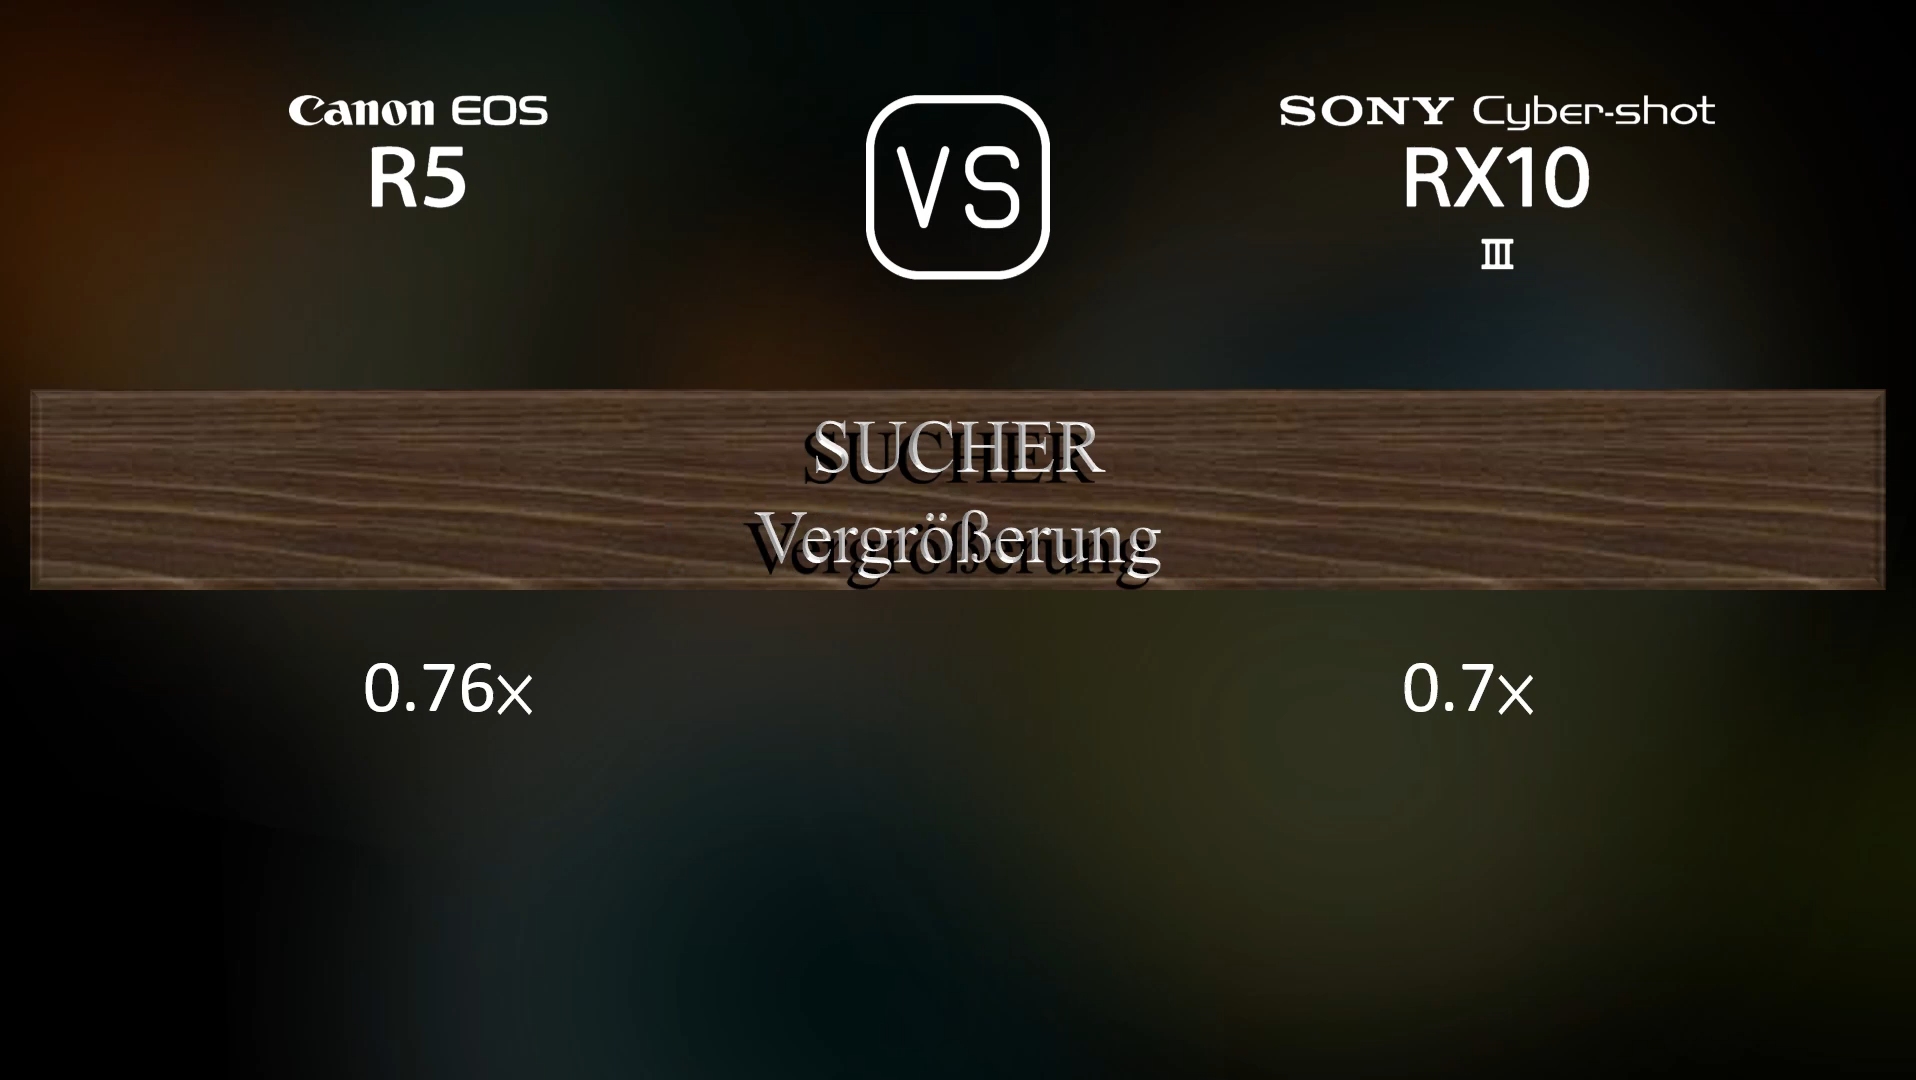 Canon EOS
R5
VS
SONY Cyber-shot
RX10
III
SUCHER
Vergrößerung
0.76x
0.7x